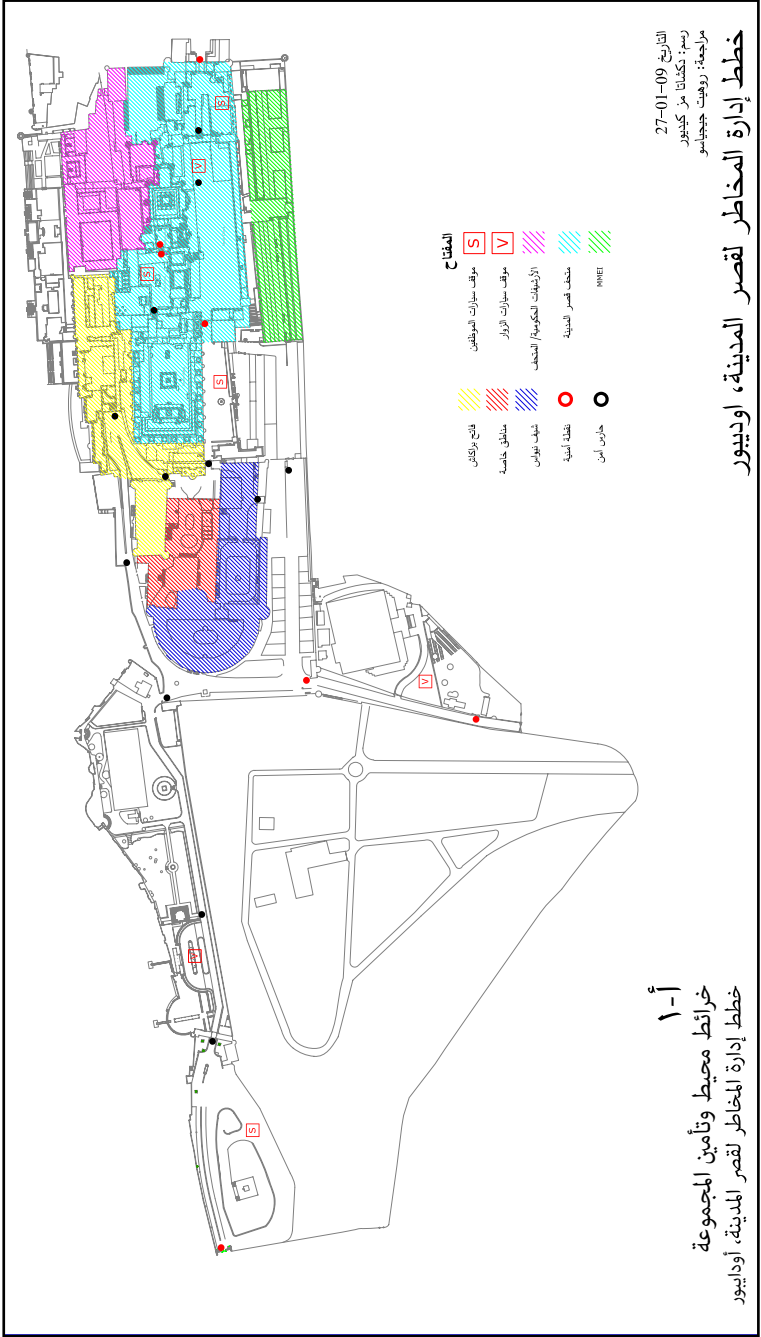 خطط إدارة المخاطر لقصر المدينة، اودييور
التاريخ 09-01-27
رسم: دكشاتا مز كيديور
مراجعة: روهيت جيجياسو
المفتاح
S موقف سيارات الموظفين
V موقف سيارات الزوار
الأرشيفات الحكومية/ المتحف
متحف قصر المدينة
MMEI
فاتح براكاش
مناطق خاصة
شيف نيواس
نقطة أمنية
حارس أمن
S
V
S
S
V
V
S
أ-١
خرائط محيط وتأمين المجموعة
خطط إدارة المخاطر لقصر المدينة، أودايبور